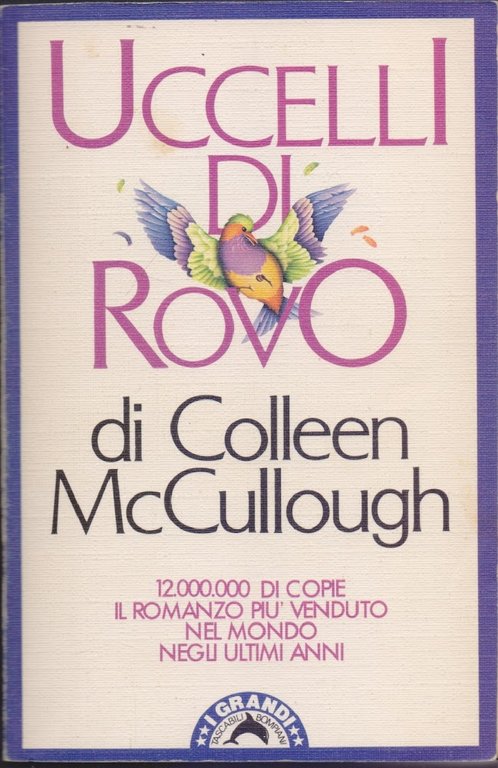 UCCELLI
DI
ROVO
di Colleen
McCullough
12.000.000 DI COPIE
IL ROMANZO PIU' VENDUTO
NEL MONDO
NEGLI ULTIMI ANNI
I GRANDI
TASCABILI BOMPIANI